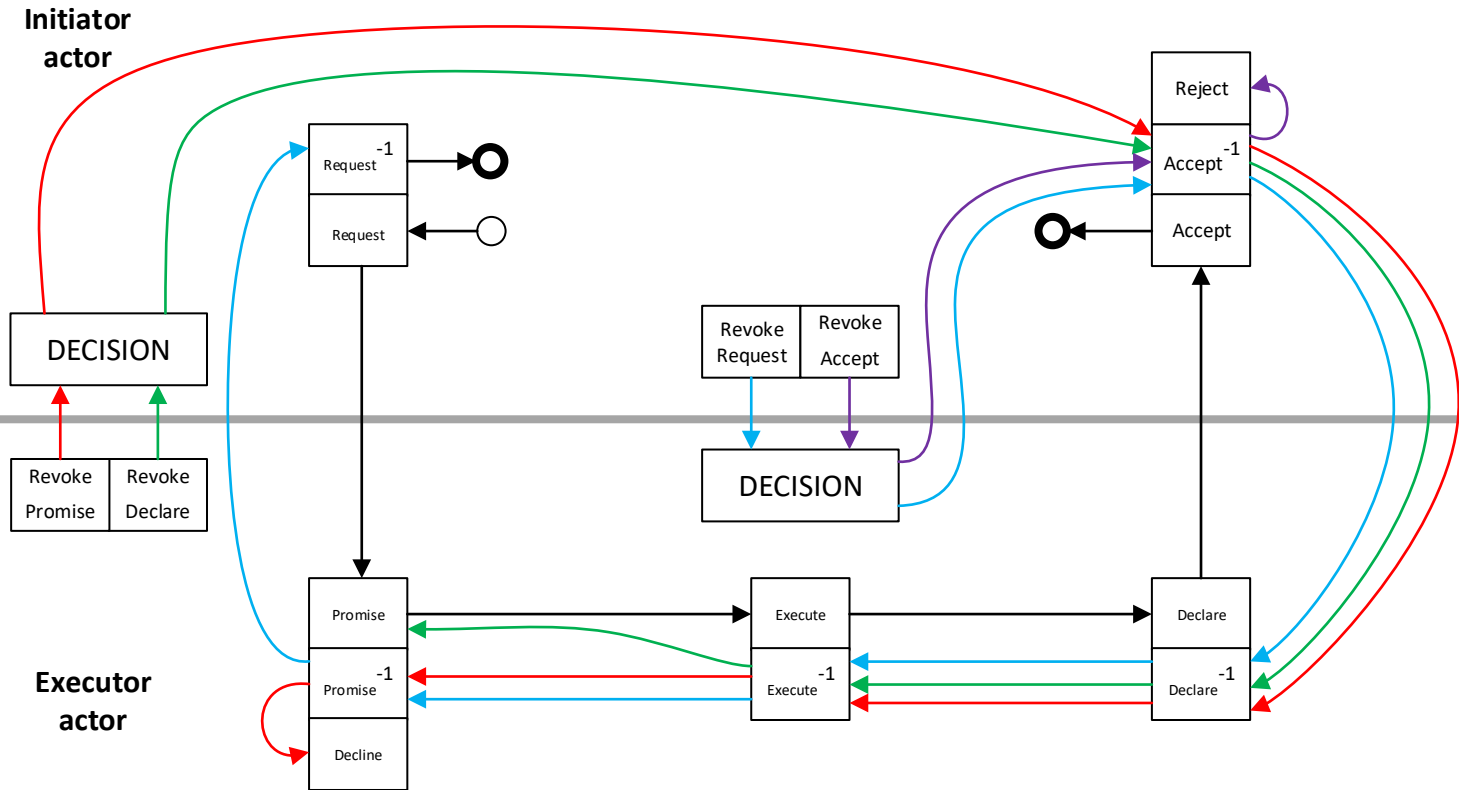 Initiator
actor
Reject
-1
Request
-1
Accept
Request
Accept
DECISION
Revoke
Request
Revoke
Accept
DECISION
Revoke
Promise
Revoke
Declare
Promise
Execute
Declare
Executor
actor
-1
Promise
-1
Execute
-1
Declare
Decline